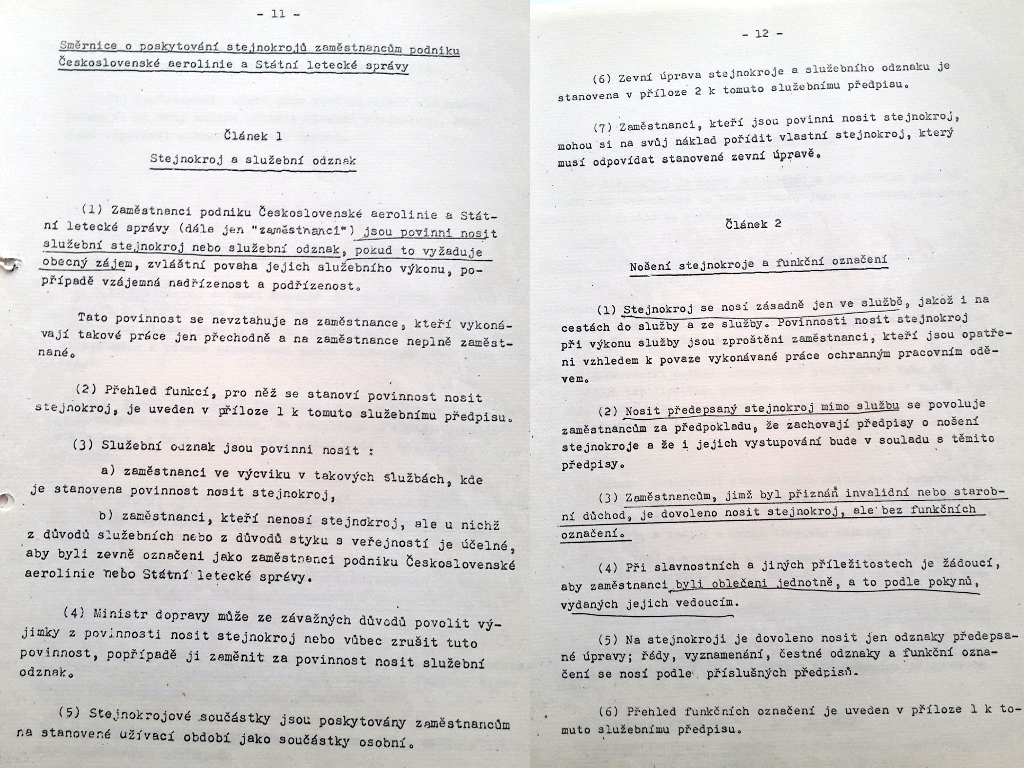 - 11 -
Směrnice o poskytování stejnokrojů zaměstnancům podniku
Československé aerolinie a Státní letecké správy
Článek 1
Stejnokroj a služební odznak
(1) Zaměstnanci podniku Československé aerolinie a Stát-
ní letecké správy (dále jen "zaměstnanci") jsou povinni nosit
služební stejnokroj nebo služební odznak, pokud to vyžaduje
obecný zájem, zvláštní povaha jejich služebního výkonu, po-
případě vzájemná nadřízenost a podřízenost.
Tato povinnost se nevztahuje na zaměstnance, kteří vykoná-
vají takové práce jen přechodně a na zaměstnance neplně zaměst-
nané.
(2) Přehled funkcí, pro něž se stanoví povinnost nosit
stejnokroj, je uveden v příloze 1 k tomuto služebnímu předpisu.
(3) Služební odznak jsou povinni nosit :
a) zaměstnanci ve výcviku v takových službách, kde
je stanovena povinnost nosit stejnokroj,
b) zaměstnanci, kteří nenosí stejnokroj, ale u nichž
z důvodů služebních nebo z důvodů styku s veřejností je účelné,
aby byli zevně označeni jako zaměstnanci podniku Československé
aerolinie nebo Státní letecké správy.
(4) Ministr dopravy může ze závažných důvodů povolit vý-
jimky z povinnosti nosit stejnokroj nebo vůbec zrušit tuto
povinnost, popřípadě ji zaměnit za povinnost nosit služební
odznak.
(5) Stejnokrojové součástky jsou poskytovány zaměstnancům
na stanovené užívací období jako součástky osobní.
- 12 -
(6) Zevní úprava stejnokroje a služebního odznaku je
stanovena v příloze 2 k tomuto služebnímu předpisu.
(7) Zaměstnanci, kteří jsou povinni nosit stejnokroj,
mohou si na svůj náklad pořídit vlastní stejnokroj, který
musí odpovídat stanovené zevní úpravě.
Článek 2
Nošení stejnokroje a funkční označení
(1) Stejnokroj se nosí zásadně jen ve službě, jakož i na
cestách do služby a ze služby. Povinnosti nosit stejnokroj
při výkonu služby jsou zproštěni zaměstnanci, kteří jsou opatře-
ni vzhledem k povaze vykonávané práce ochranným pracovním odě-
vem.
(2) Nosit předepsaný stejnokroj mimo službu se povoluje
zaměstnancům za předpokladu, že zachovají předpisy o nošení
stejnokroje a že i jejich vystupování bude v souladu s těmito
předpisy.
(3) Zaměstnancům, jimž byl přiznán invalidní nebo starob-
ní důchod, je dovoleno nosit stejnokroj, ale bez funkčních
označení.
(4) Při slavnostních a jiných příležitostech je žádoucí,
aby zaměstnanci byli oblečeni jednotně, a to podle pokynů,
vydaných jejich vedoucím.
(5) Na stejnokroji je dovoleno nosit jen odznaky předepsa-
né úpravy; řády, vyznamenání, čestné odznaky a funkční ozna-
čení se nosí podle příslušných předpisů.
(6) Přehled funkčních označení je uveden v příloze 1 k to-
muto služebnímu předpisu.